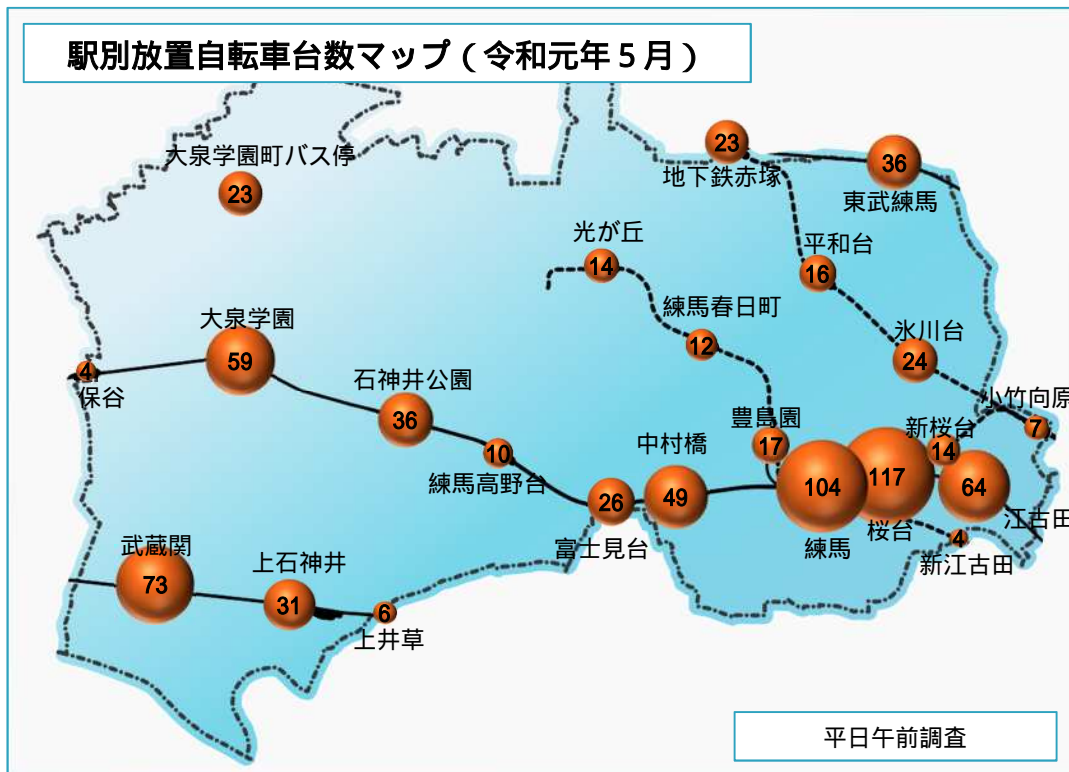 駅別放置自転車台数マップ（令和元年５月）
大泉学園町バス停
23
23
地下鉄赤塚
36
東武練馬
光が丘
14
平和台
16
練馬春日町
12
氷川台
24
大泉学園
59
4
保谷
石神井公園
36
10
練馬高野台
豊島園
17
中村橋
49
26
富士見台
104
練馬
117
桜台
新桜台
14
小竹向原
7
64
江古田
4
新江古田
武蔵関
73
上石神井
31
6
上井草
平日午前調査